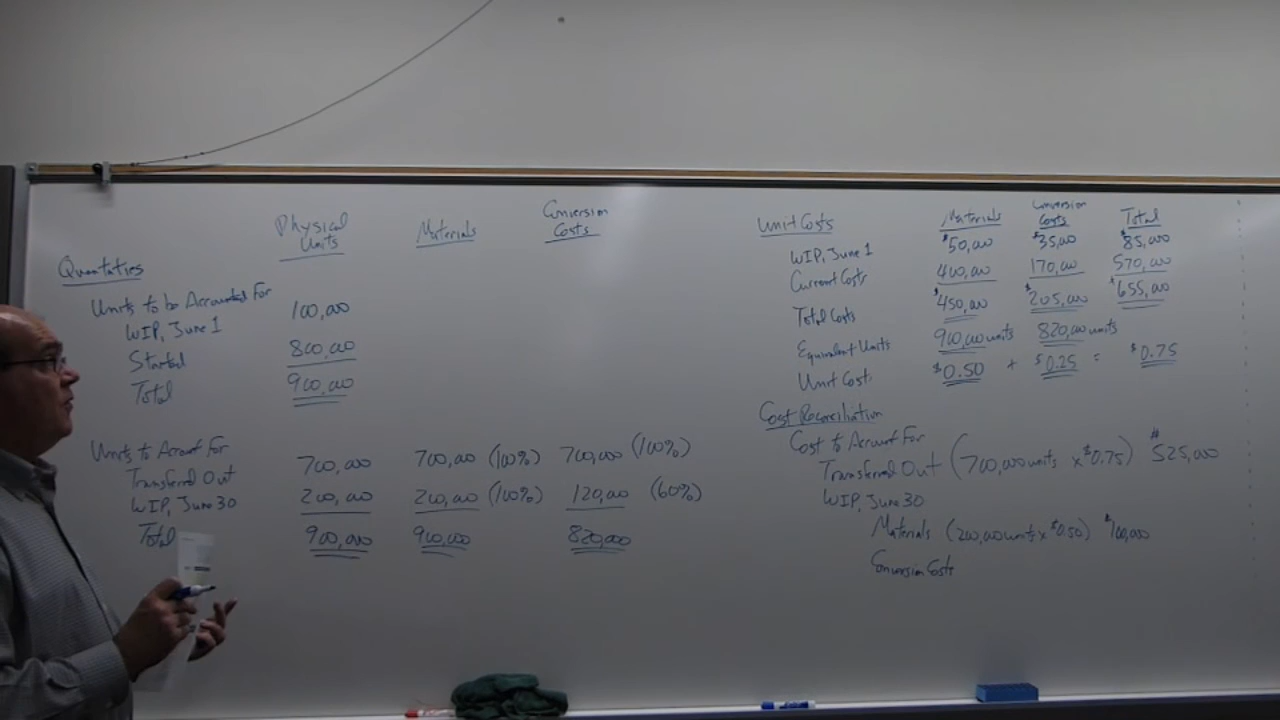 Physical Units Materials Conversion Costs
Quantities
Units to be Accounted For
WIP, June 1 100,000
Started 800,000
Total 900,000
Units to Account For
Transferred Out 700,000 700,000 (100%) 700,000 (100%)
WIP, June 30 200,000 200,000 (100%) 120,000 (60%)
Total 900,000 900,000 820,000
Unit Costs Materials Conversion Costs Total
WIP, June 1 $50,000 $35,000 $85,000
Current Costs 400,000 170,000 570,000
Total Costs $450,000 $205,000 $655,000
Equivalent Units 900,000 units 820,000 units
Unit Costs $0.50 + $0.25 = $0.75
Cost Reconciliation
Cost to Account For
Transferred Out (700,000 units x $0.75) $525,000
WIP, June 30
Materials (200,000 units x $0.50) $100,000
Conversion Costs